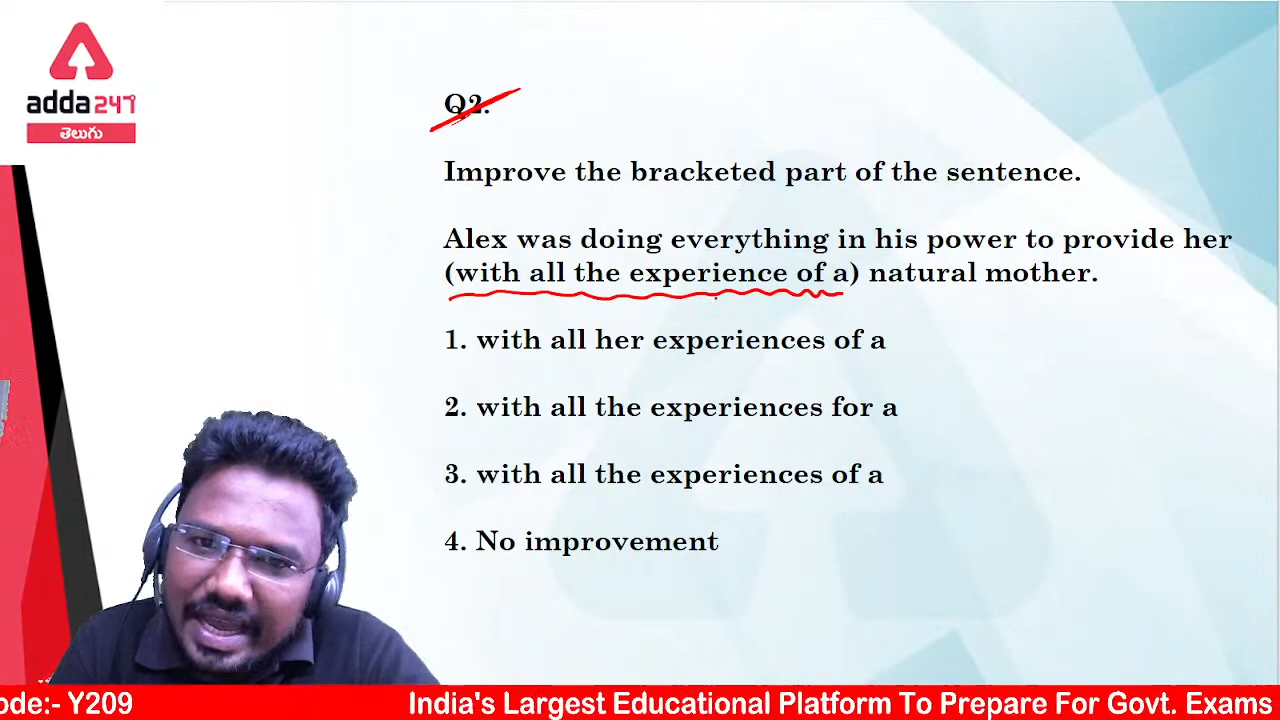 adda247
తెలుగు
Q2.
Improve the bracketed part of the sentence.
Alex was doing everything in his power to provide her
(with all the experience of a) natural mother.
1. with all her experiences of a
2. with all the experiences for a
3. with all the experiences of a
4. No improvement
ode:- Y209
India's Largest Educational Platform To Prepare For Govt. Exams